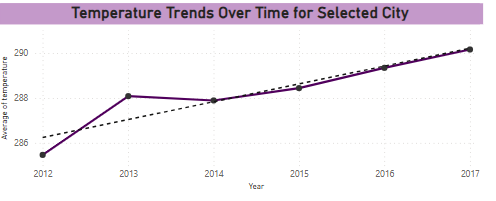 Temperature Trends Over Time for Selected City
Average of temperature
290
288
286
2012 2013 2014 2015 2016 2017
Year